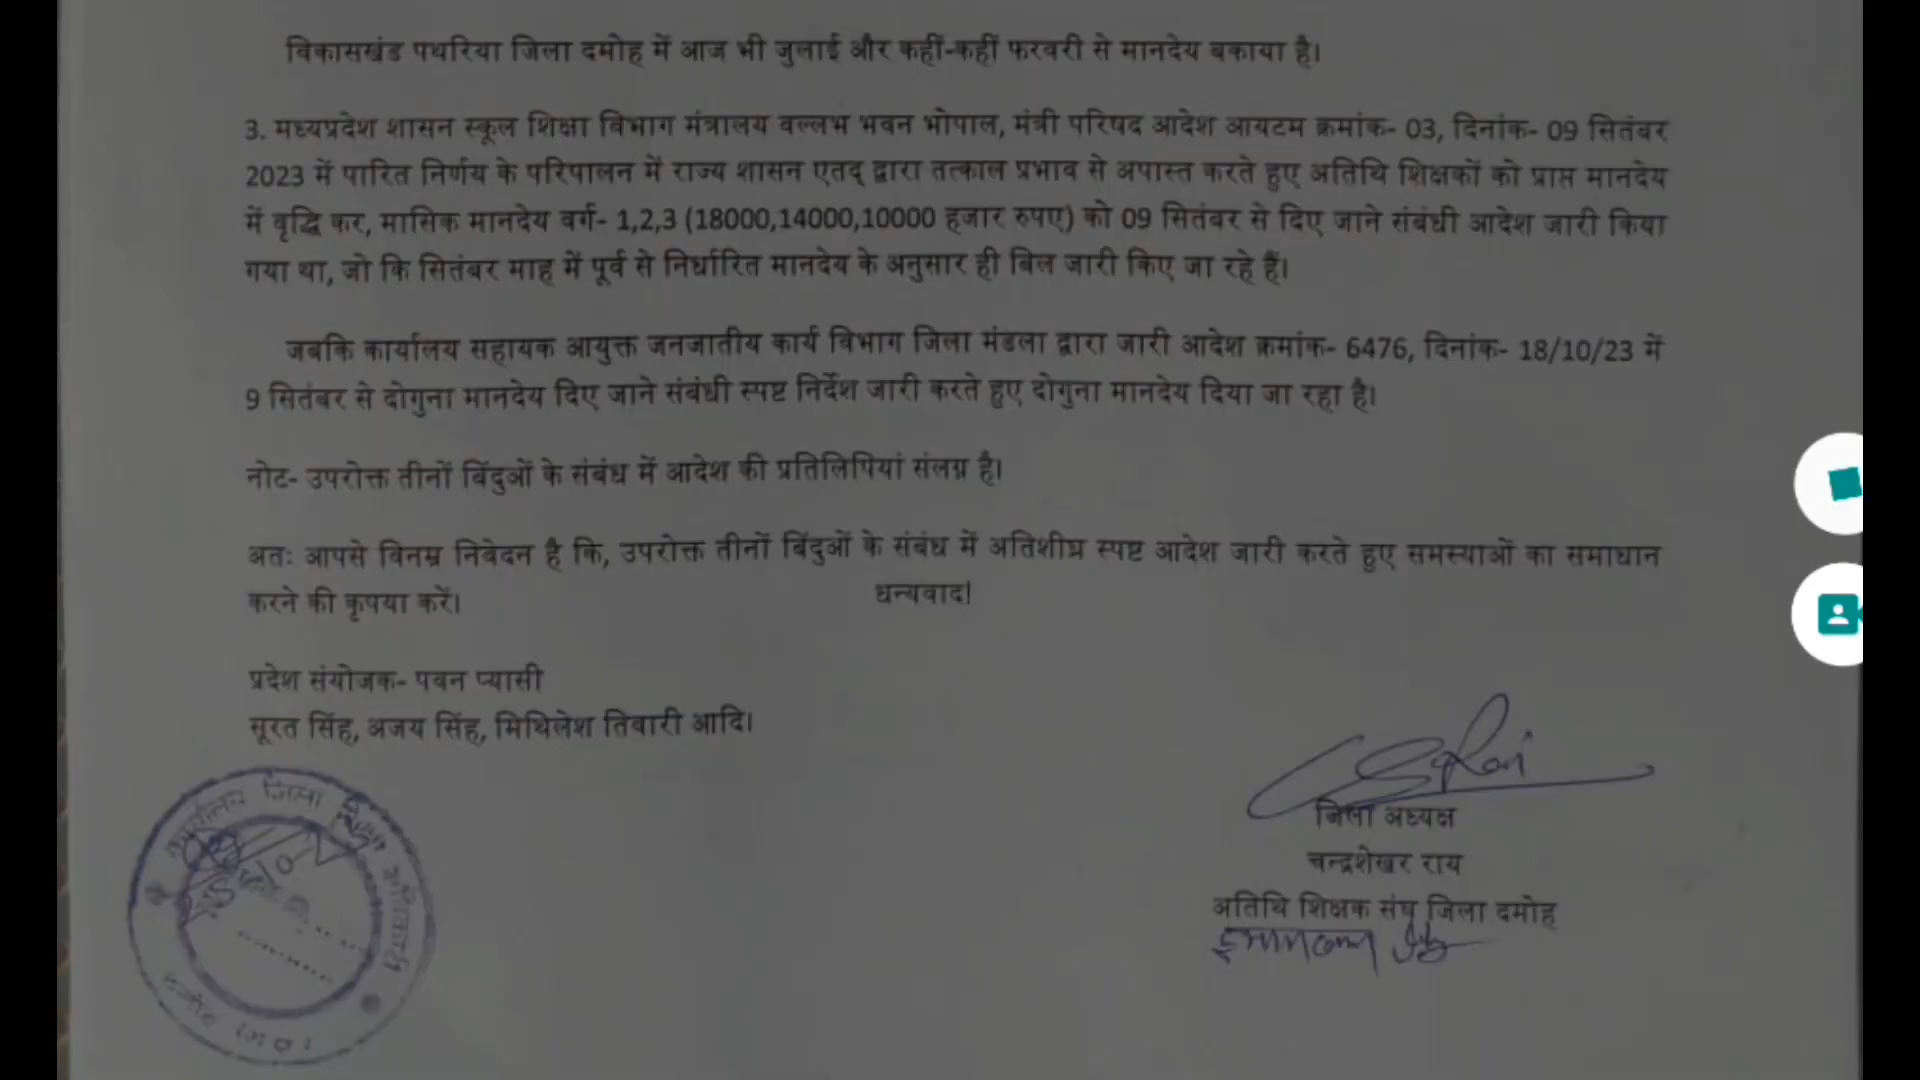 विकासखंड पथरिया जिला दमोह में आज भी जुलाई और कहीं-कहीं फरवरी से मानदेय बकाया है।
3. मध्यप्रदेश शासन स्कूल शिक्षा विभाग मंत्रालय वल्लभ भवन भोपाल, मंत्री परिषद आदेश आयटम क्रमांक- 03, दिनांक- 09 सितंबर
2023 में पारित निर्णय के परिपालन में राज्य शासन एतद् द्वारा तत्काल प्रभाव से अपास्त करते हुए अतिथि शिक्षकों को प्राप्त मानदेय
में वृद्धि कर, मासिक मानदेय वर्ग- 1,2,3 (18000,14000,10000 हजार रुपए) को 09 सितंबर से दिए जाने संबंधी आदेश जारी किया
गया था, जो कि सितंबर माह में पूर्व से निर्धारित मानदेय के अनुसार ही बिल जारी किए जा रहे हैं।
जबकि कार्यालय सहायक आयुक्त जनजातीय कार्य विभाग जिला मंडला द्वारा जारी आदेश क्रमांक- 6476, दिनांक- 18/10/23 में
9 सितंबर से दोगुना मानदेय दिए जाने संबंधी स्पष्ट निर्देश जारी करते हुए दोगुना मानदेय दिया जा रहा है।
नोट- उपरोक्त तीनों बिंदुओं के संबंध में आदेश की प्रतिलिपियां संलग्न है।
अतः आपसे विनम्र निवेदन है कि, उपरोक्त तीनों बिंदुओं के संबंध में अतिशीघ्र स्पष्ट आदेश जारी करते हुए समस्याओं का समाधान
करने की कृपया करें।
धन्यवाद।
प्रदेश संयोजक- पवन प्यासी
सूरत सिंह, अजय सिंह, मिथिलेश तिवारी आदि।
कार्यालय जिला शिक्षा अधिकारी
जिला अध्यक्ष
चन्द्रशेखर राय
अतिथि शिक्षक संघ जिला दमोह